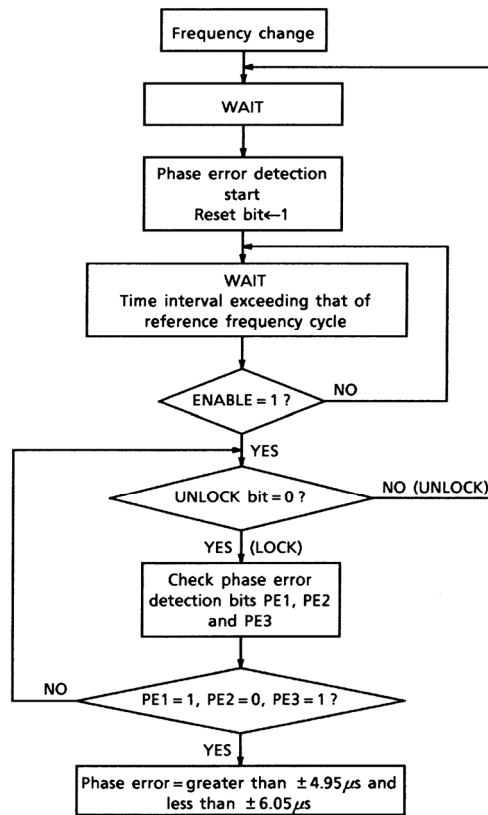 Frequency change
WAIT
Phase error detection
start
Reset bit←1
WAIT
Time interval exceeding that of
reference frequency cycle
ENABLE = 1 ?
NO
YES
UNLOCK bit = 0 ?
NO (UNLOCK)
YES (LOCK)
Check phase error
detection bits PE1, PE2
and PE3
NO
PE1 = 1, PE2 = 0, PE3 = 1 ?
YES
Phase error = greater than ±4.95μs and
less than ±6.05μs